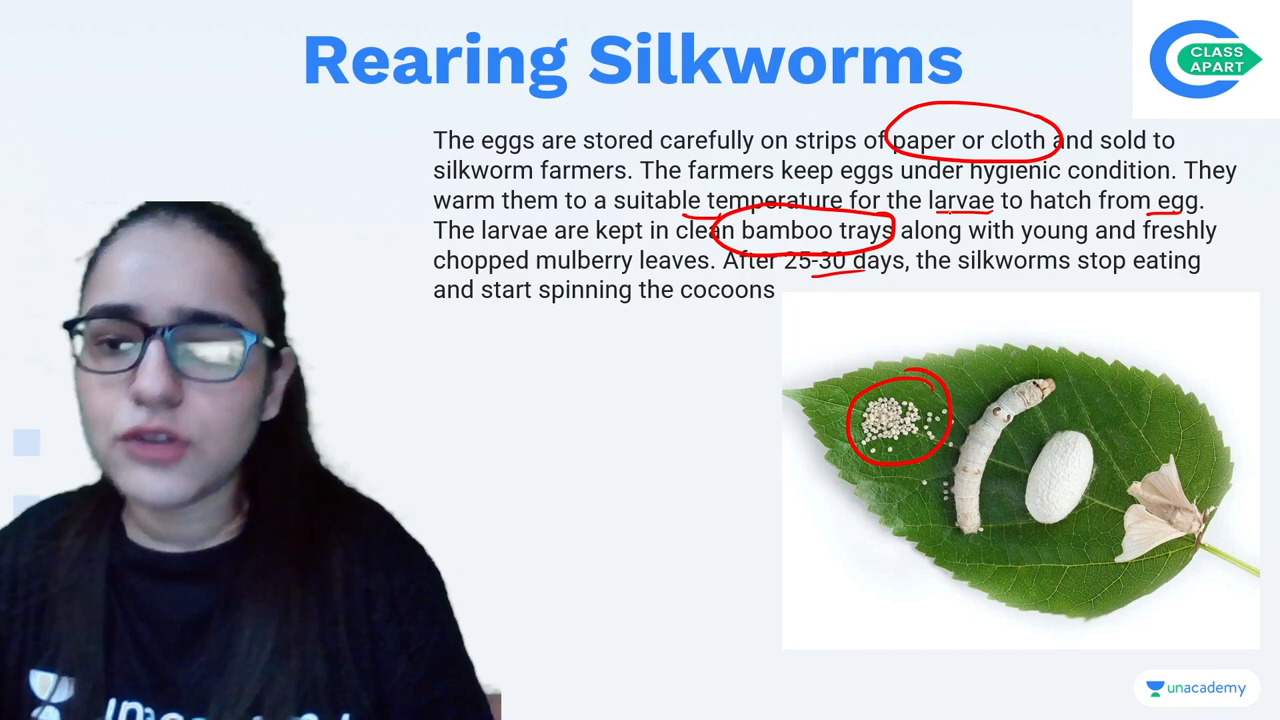 Rearing Silkworms
CLASS
APART
The eggs are stored carefully on strips of paper or cloth and sold to
silkworm farmers. The farmers keep eggs under hygienic condition. They
warm them to a suitable temperature for the larvae to hatch from egg.
The larvae are kept in clean bamboo trays along with young and freshly
chopped mulberry leaves. After 25-30 days, the silkworms stop eating
and start spinning the cocoons
unacademy